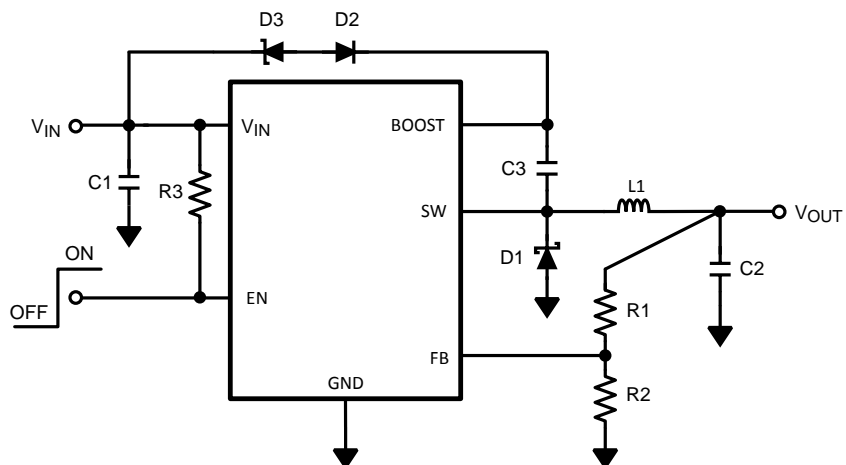 D3 D2
VIN VIN BOOST
C1 R3 C3
L1
SW VOUT
ON D1 C2
OFF EN R1
FB
GND R2